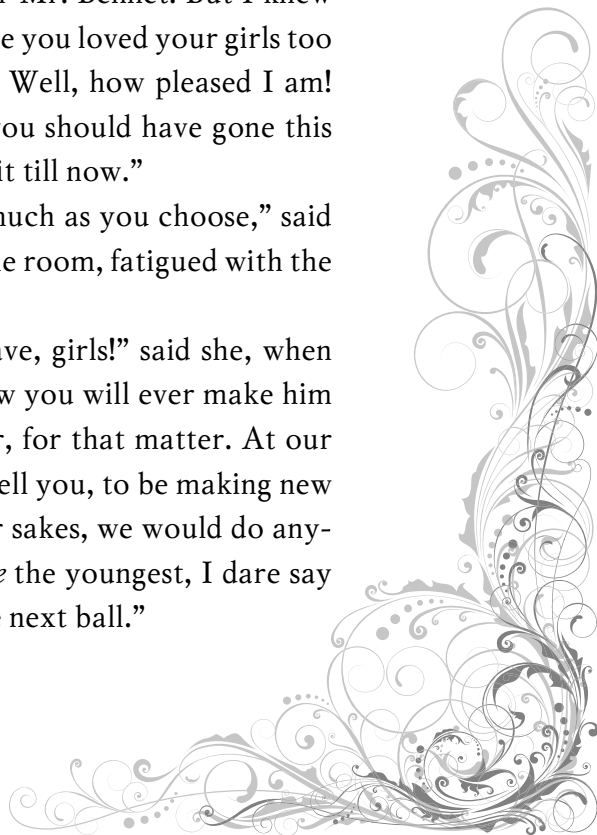 Mr. Bennet. But I knew
you loved your girls too
Well, how pleased I am!
you should have gone this
it till now.”
much as you choose,” said
room, fatigued with the
girls!” said she, when
you will ever make him
for that matter. At our
you, to be making new
sakes, we would do any-
the youngest, I dare say
next ball.”